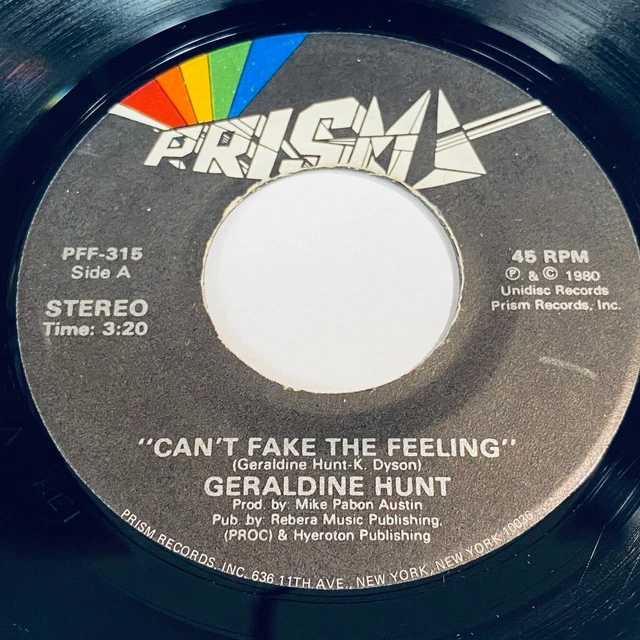 PRISM
PFF-315
Side A
STEREO
Time: 3:20
45 RPM
Ⓟ & © 1980
Unidisc Records
Prism Records, Inc.
"CAN'T FAKE THE FEELING"
(Geraldine Hunt-K. Dyson)
GERALDINE HUNT
Prod. by: Mike Pabon Austin
Pub. by: Rebera Music Publishing,
(PROC) & Hyeroton Publishing
PRISM RECORDS, INC. 636 11TH AVE., NEW YORK, NEW YORK 10036